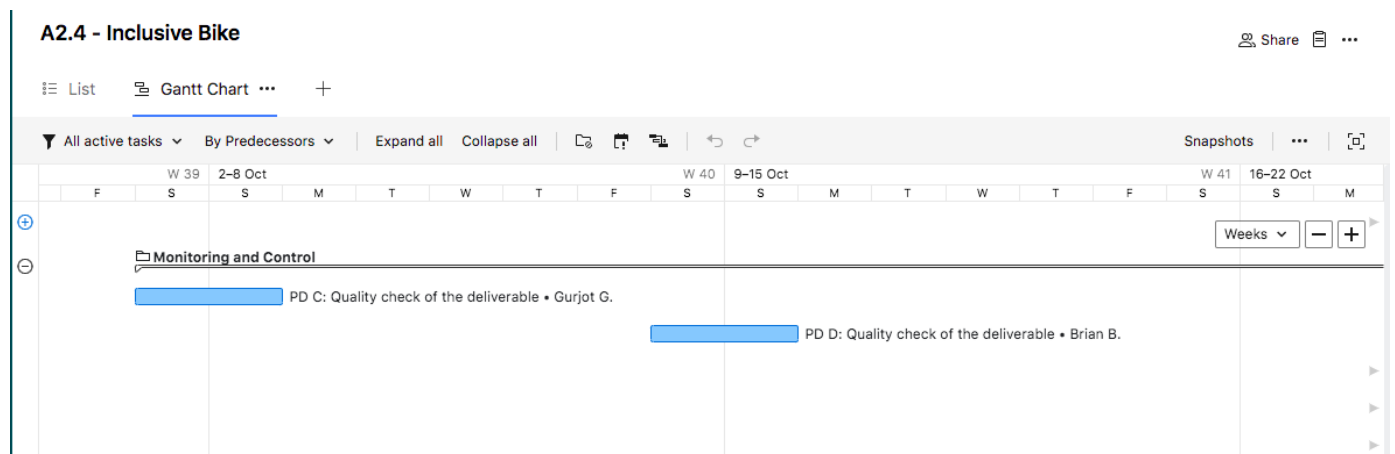 A2.4 - Inclusive Bike
Share
List Gantt Chart
All active tasks By Predecessors Expand all Collapse all Snapshots
W 39 2–8 Oct W 40 9–15 Oct W 41 16–22 Oct
F S S M T W T F S S M T W T F S S M
Weeks
Monitoring and Control
PD C: Quality check of the deliverable • Gurjot G.
PD D: Quality check of the deliverable • Brian B.